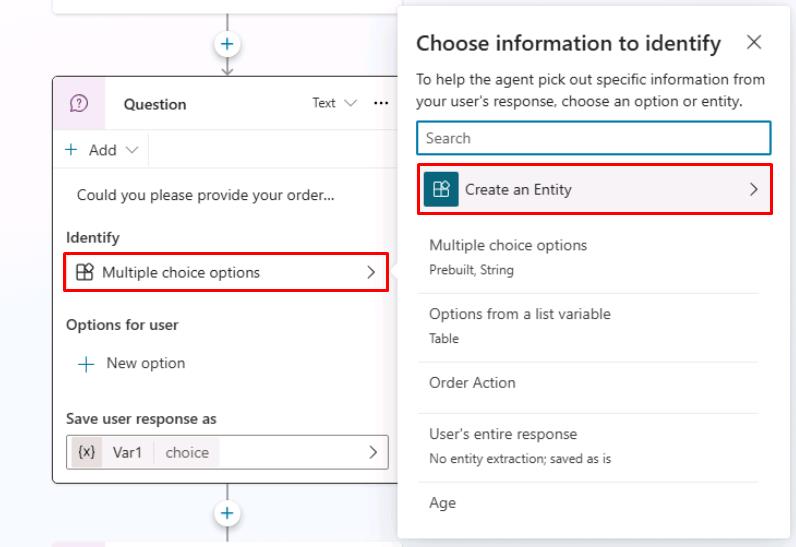 Question
Text
Add
Could you please provide your order...
Identify
Multiple choice options
Options for user
New option
Save user response as
{x} Var1 choice
Choose information to identify
To help the agent pick out specific information from
your user's response, choose an option or entity.
Search
Create an Entity
Multiple choice options
Prebuilt, String
Options from a list variable
Table
Order Action
User's entire response
No entity extraction; saved as is
Age